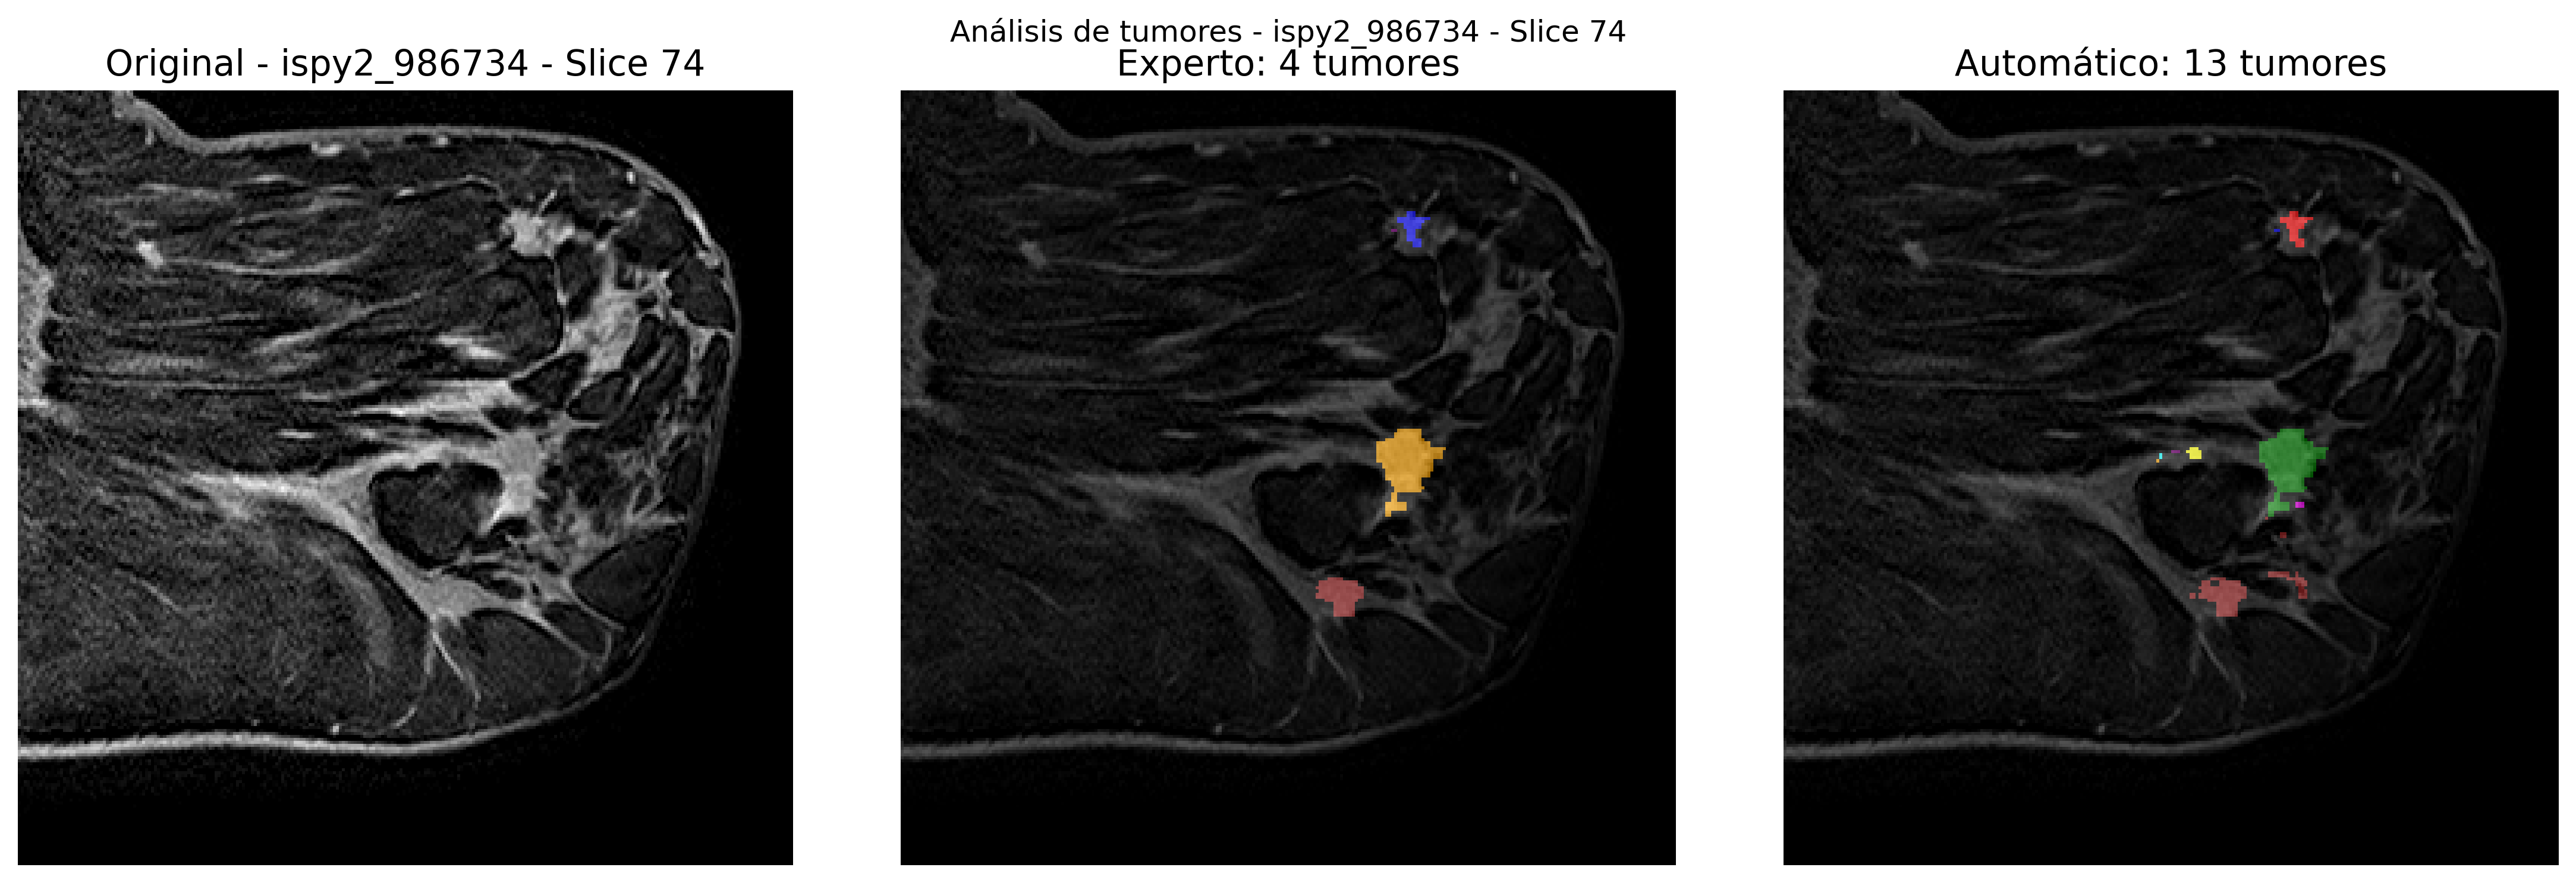 Análisis de tumores - ispy2_986734 - Slice 74
Original - ispy2_986734 - Slice 74
Experto: 4 tumores
Automático: 13 tumores